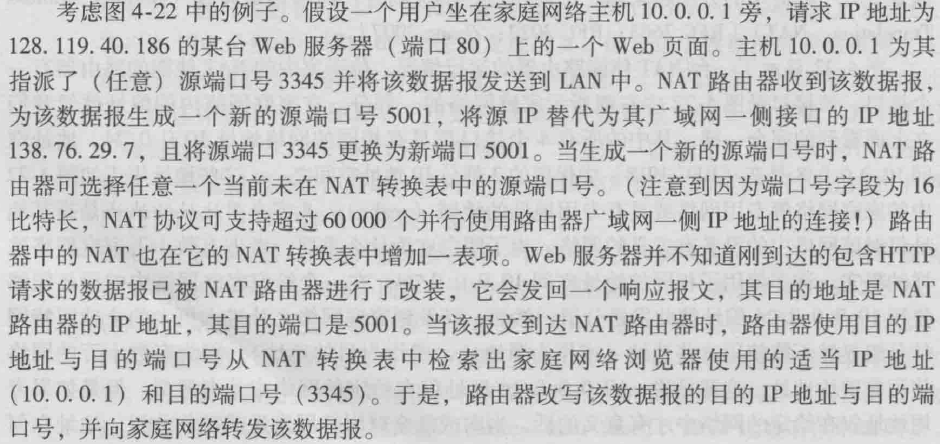 考虑图 4-22 中的例子。假设一个用户坐在家庭网络主机 10.0.0.1 旁，请求 IP 地址为
128.119.40.186 的某台 Web 服务器（端口 80）上的一个 Web 页面。主机 10.0.0.1 为其
指派了（任意）源端口号 3345 并将该数据报发送到 LAN 中。NAT 路由器收到该数据报，
为该数据报生成一个新的源端口号 5001，将源 IP 替代为其广域网一侧接口的 IP 地址
138.76.29.7，且将源端口 3345 更换为新端口 5001。当生成一个新的源端口号时，NAT 路
由器可选择任意一个当前未在 NAT 转换表中的源端口号。（注意到因为端口号字段为 16
比特长，NAT 协议可支持超过 60 000 个并行使用路由器广域网一侧 IP 地址的连接！）路由
器中的 NAT 也在它的 NAT 转换表中增加一表项。Web 服务器并不知道刚到达的包含HTTP
请求的数据报已被 NAT 路由器进行了改装，它会发回一个响应报文，其目的地址是 NAT
路由器的 IP 地址，其目的端口是 5001。当该报文到达 NAT 路由器时，路由器使用目的 IP
地址与目的端口号从 NAT 转换表中检索出家庭网络浏览器使用的适当 IP 地址
(10.0.0.1) 和目的端口号（3345）。于是，路由器改写该数据报的目的 IP 地址与目的端
口号，并向家庭网络转发该数据报。